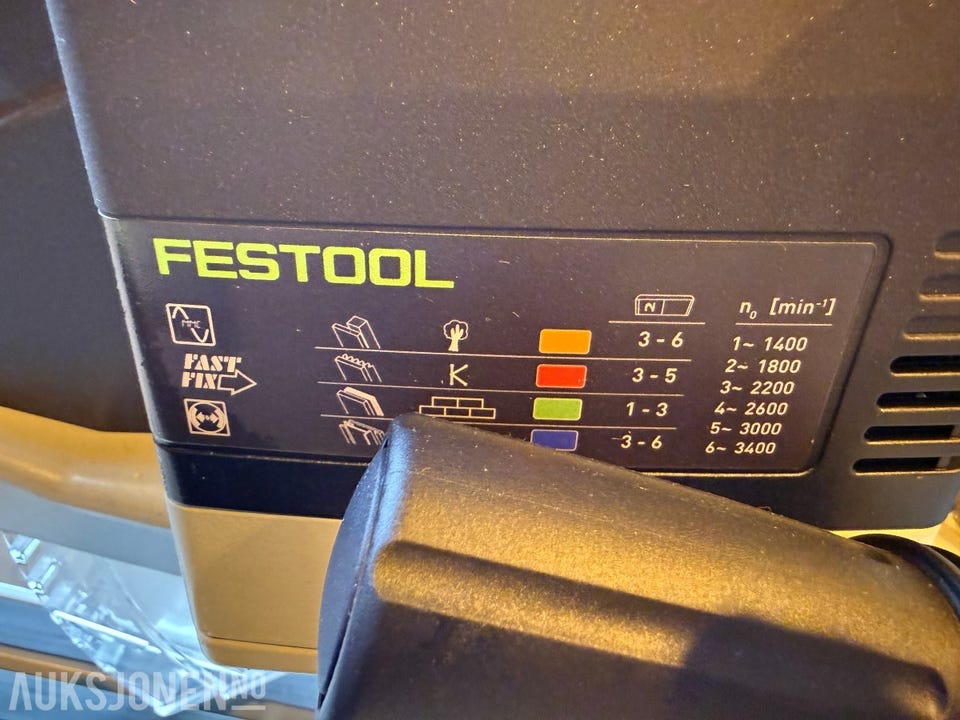 FESTOOL
MMC
FAST
FIX
n₀ [min⁻¹]
3 - 6
1~ 1400
2~ 1800
K
3 - 5
3~ 2200
1 - 3
4~ 2600
5~ 3000
3 - 6
6~ 3400
AUKSJONEN.NO